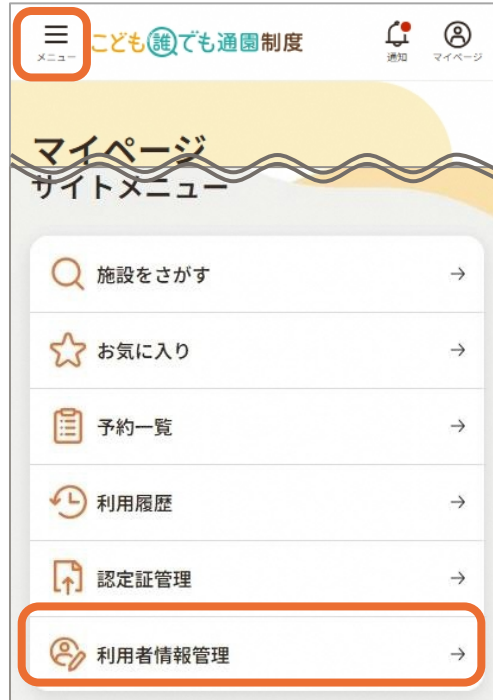 メニュー
こども誰でも通園制度
通知
マイページ
マイページ
サイトメニュー
施設をさがす
お気に入り
予約一覧
利用履歴
認定証管理
利用者情報管理